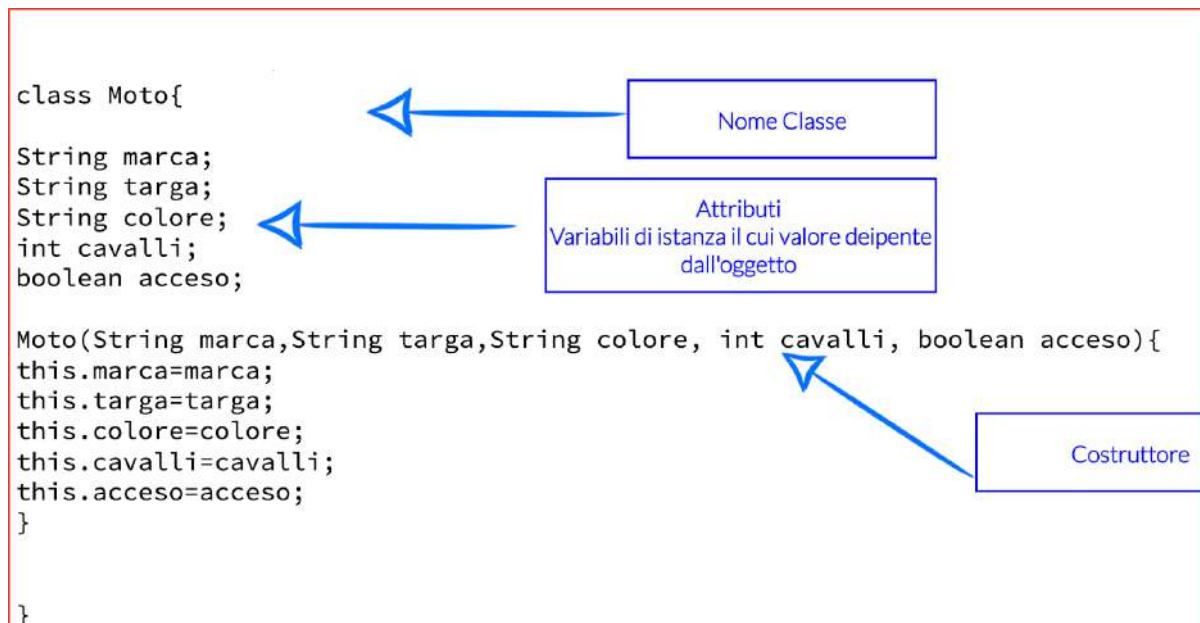 class Moto{
Nome Classe
String marca;
String targa;
String colore;
int cavalli;
boolean acceso;
Attributi
Variabili di istanza il cui valore deipente
dall'oggetto
Moto(String marca,String targa,String colore, int cavalli, boolean acceso){
this.marca=marca;
this.targa=targa;
this.colore=colore;
this.cavalli=cavalli;
this.acceso=acceso;
}
Costruttore
}